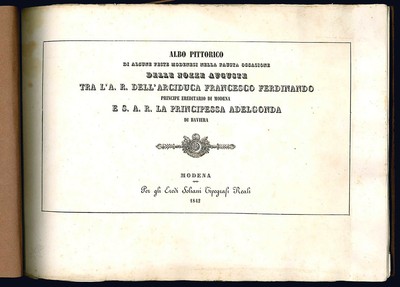 ALBO PITTORICO
DI ALCUNE FESTE MODENESI NELLA FAUSTA OCCASIONE
DELLE NOZZE AUGUSTE
TRA L'A. R. DELL'ARCIDUCA FRANCESCO FERDINANDO
PRINCIPE EREDITARIO DI MODENA
E S. A. R. LA PRINCIPESSA ADELGONDA
DI BAVIERA
MODENA
Per gli Eredi Soliani Tipografi Reali
1842